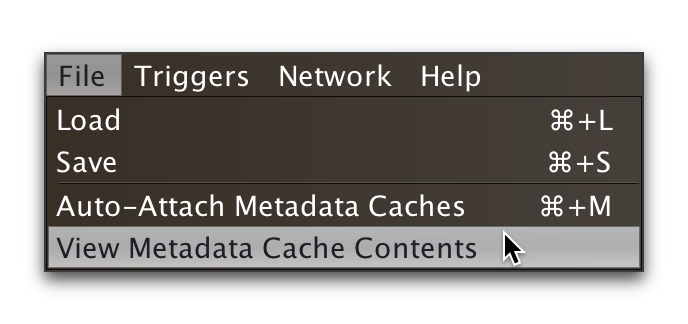 File Triggers Network Help
Load ⌘+L
Save ⌘+S
Auto-Attach Metadata Caches ⌘+M
View Metadata Cache Contents